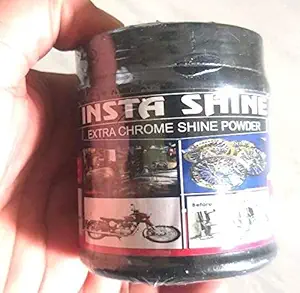 INSTA SHINE
EXTRA CHROME SHINE POWDER
Before